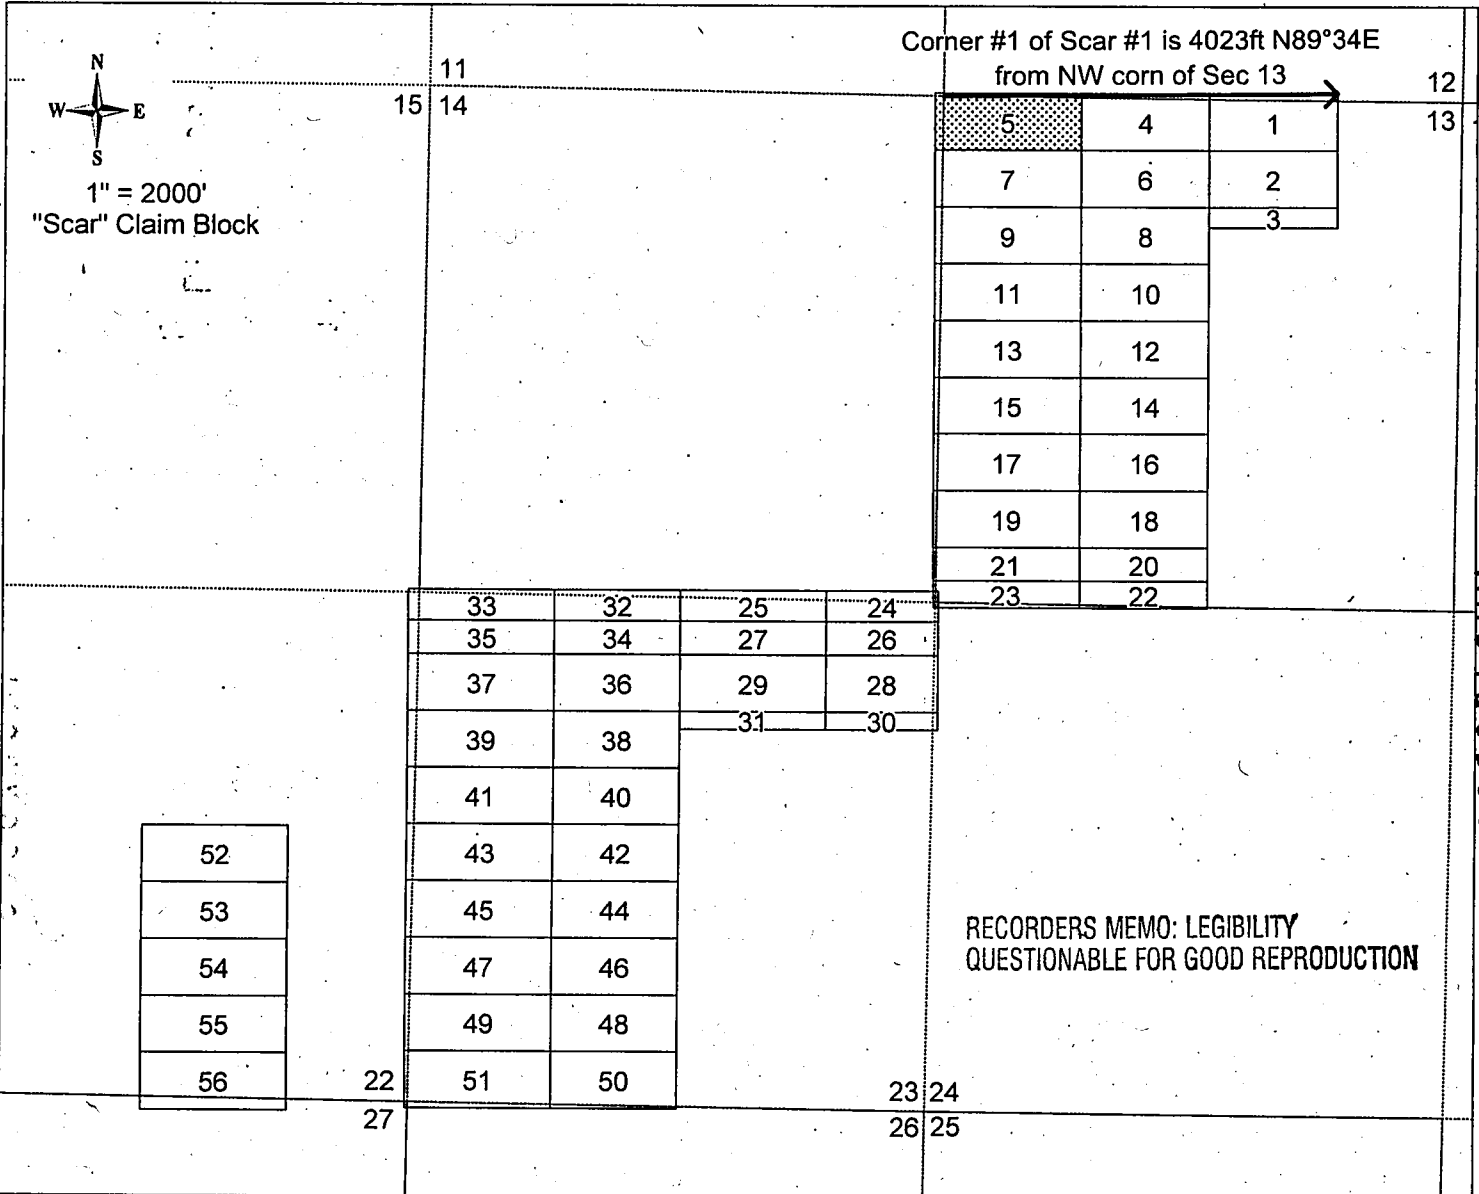 Corner #1 of Scar #1 is 4023ft N89°34E
from NW corn of Sec 13
N
W E
S
1" = 2000'
"Scar" Claim Block
11
15 14
12
13
5 4 1
7 6 2
3
9 8
11 10
13 12
15 14
17 16
19 18
21 20
23 22
33 32 25 24
35 34 27 26
37 36 29 28
31 30
39 38
41 40
43 42
45 44
47 46
49 48
51 50
52
53
54
55
56
22
27
23 24
26 25
RECORDERS MEMO: LEGIBILITY
QUESTIONABLE FOR GOOD REPRODUCTION